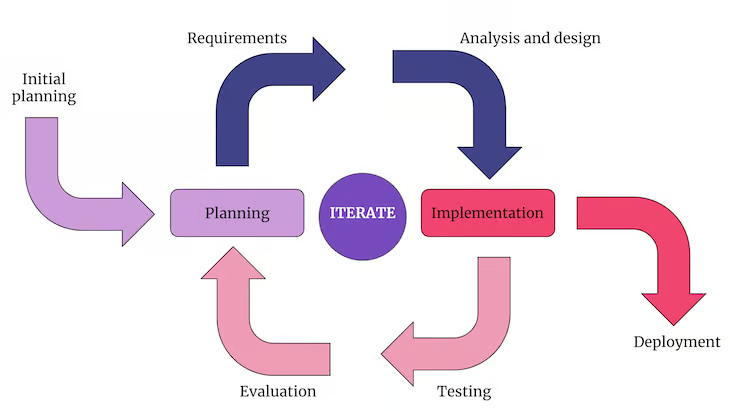 Requirements
Analysis and design
Initial
planning
Planning
ITERATE
Implementation
Deployment
Evaluation
Testing